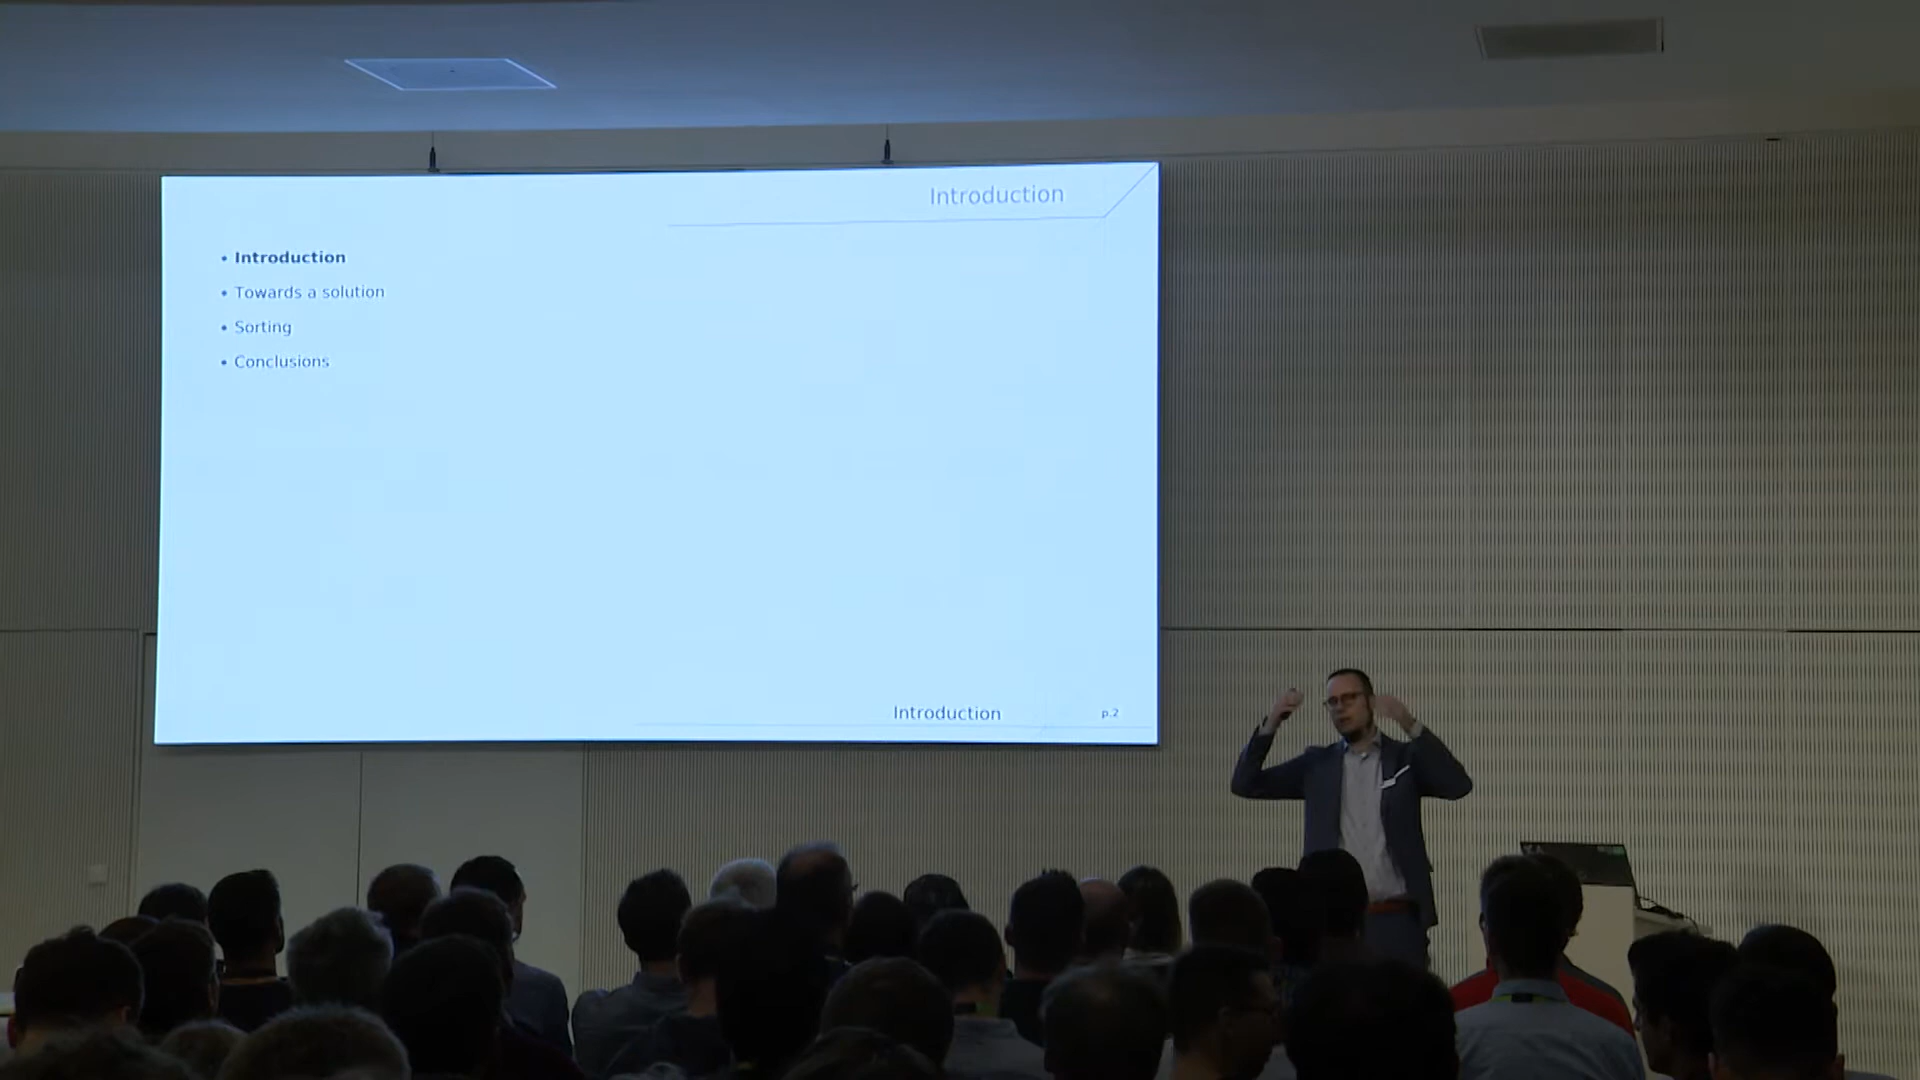 Introduction
• Introduction
• Towards a solution
• Sorting
• Conclusions
Introduction
p.2